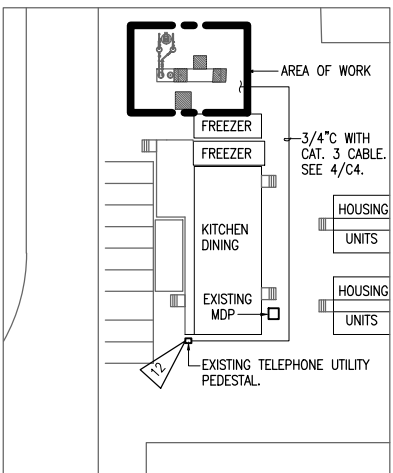 AREA OF WORK
FREEZER
3/4"C WITH
CAT. 3 CABLE.
SEE 4/C4.
FREEZER
HOUSING
UNITS
KITCHEN
DINING
EXISTING
MDP
HOUSING
UNITS
EXISTING TELEPHONE UTILITY
PEDESTAL.
12